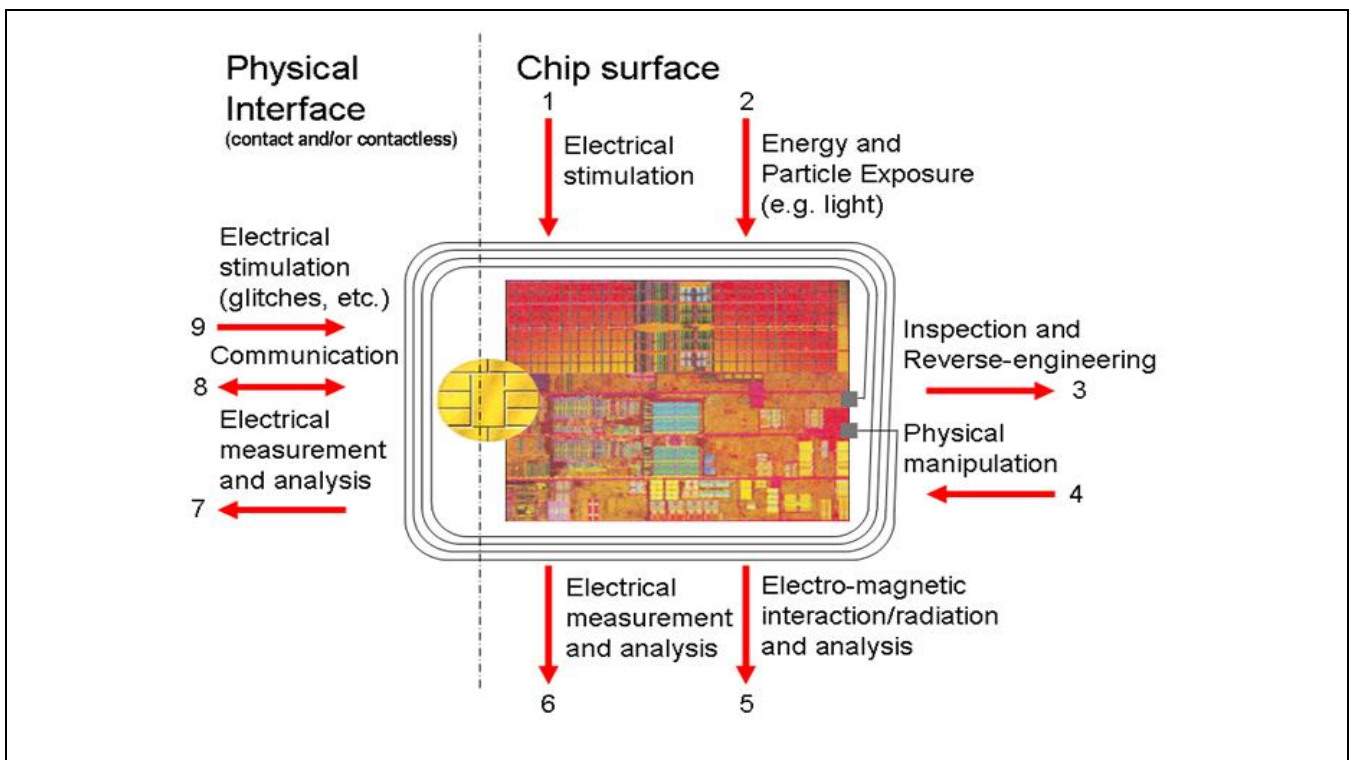 Physical
Interface
(contact and/or contactless)
Chip surface
1
Electrical
stimulation
2
Energy and
Particle Exposure
(e.g. light)
Electrical
stimulation
(glitches, etc.)
9
Communication
8
Electrical
measurement
and analysis
7
Inspection and
Reverse-engineering
3
Physical
manipulation
4
Electrical
measurement
and analysis
6
Electro-magnetic
interaction/radiation
and analysis
5